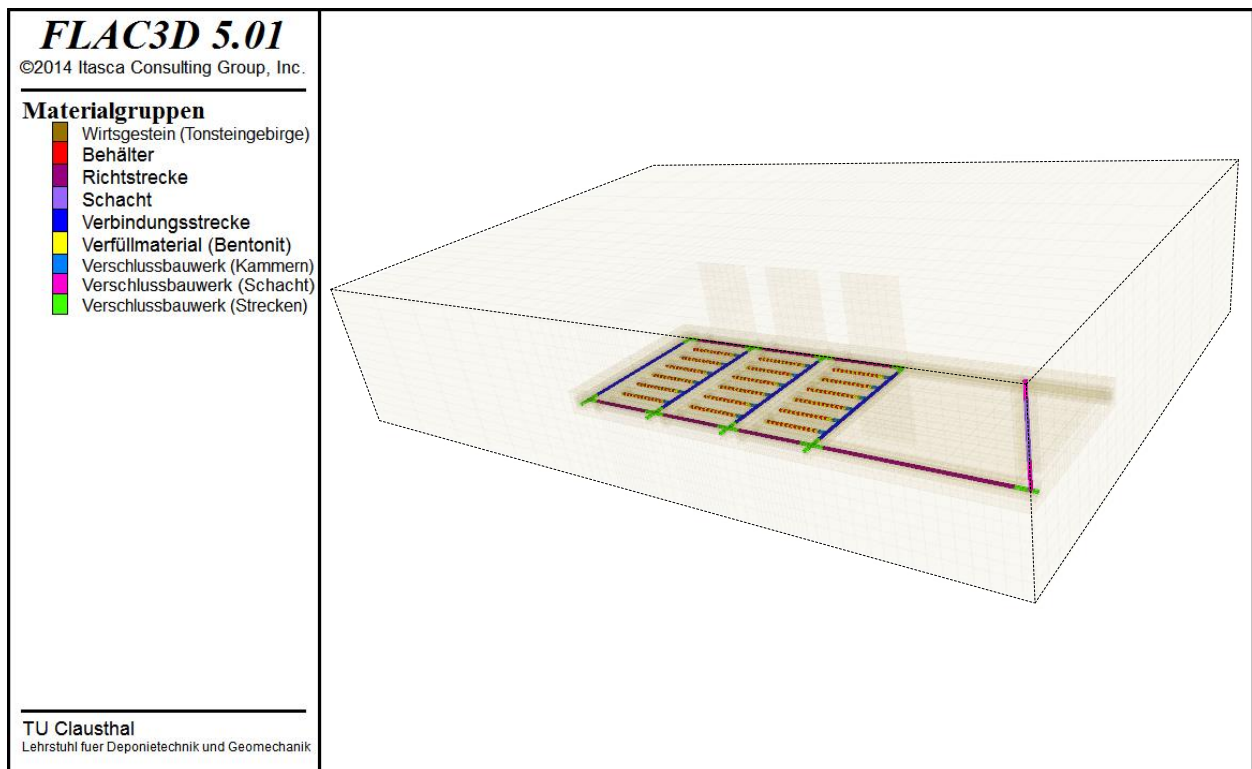 FLAC3D 5.01
©2014 Itasca Consulting Group, Inc.
Materialgruppen
Wirtsgestein (Tonsteingebirge)
Behälter
Richtstrecke
Schacht
Verbindungsstrecke
Verfüllmaterial (Bentonit)
Verschlussbauwerk (Kammern)
Verschlussbauwerk (Schacht)
Verschlussbauwerk (Strecken)
TU Clausthal
Lehrstuhl fuer Deponietechnik und Geomechanik